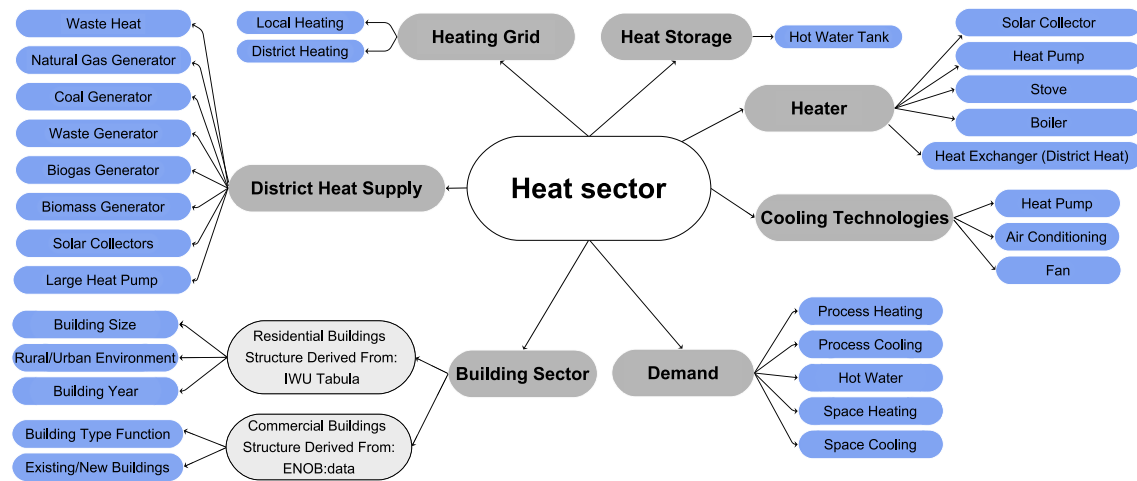 Heat sector
Heating Grid
Local Heating
District Heating
Heat Storage
Hot Water Tank
Heater
Solar Collector
Heat Pump
Stove
Boiler
Heat Exchanger (District Heat)
Cooling Technologies
Heat Pump
Air Conditioning
Fan
Demand
Process Heating
Process Cooling
Hot Water
Space Heating
Space Cooling
Building Sector
Residential Buildings
Structure Derived From:
IWU Tabula
Building Size
Rural/Urban Environment
Building Year
Commercial Buildings
Structure Derived From:
ENOB:data
Building Type Function
Existing/New Buildings
District Heat Supply
Waste Heat
Natural Gas Generator
Coal Generator
Waste Generator
Biogas Generator
Biomass Generator
Solar Collectors
Large Heat Pump